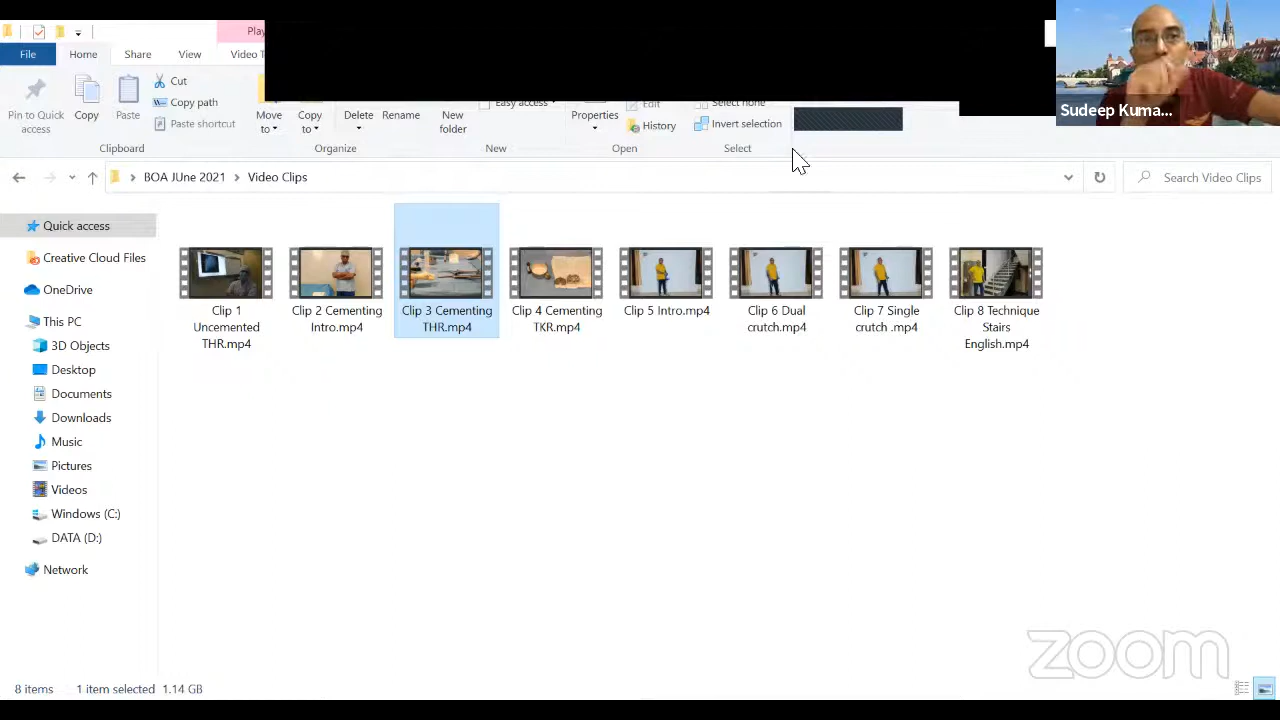 Play
File
Home
Share
View
Video T
Pin to Quick
access
Copy
Paste
Cut
Copy path
Paste shortcut
Clipboard
Move
to
Copy
to
Delete
Rename
Organize
New
folder
Easy access
New
Properties
Edit
History
Open
Select none
Invert selection
Select
Sudeep Kuma...
BOA JUne 2021 > Video Clips
Search Video Clips
Quick access
Creative Cloud Files
OneDrive
This PC
3D Objects
Desktop
Documents
Downloads
Music
Pictures
Videos
Windows (C:)
DATA (D:)
Network
Clip 1
Uncemented
THR.mp4
Clip 2 Cementing
Intro.mp4
Clip 3 Cementing
THR.mp4
Clip 4 Cementing
TKR.mp4
Clip 5 Intro.mp4
Clip 6 Dual
crutch.mp4
Clip 7 Single
crutch .mp4
Clip 8 Technique
Stairs
English.mp4
8 items
1 item selected 1.14 GB
zoom